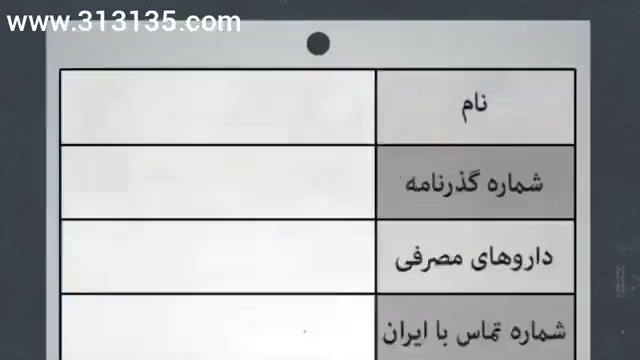 www.313135.com
نام
شماره گذرنامه
داروهای مصرفی
شماره تماس با ایران